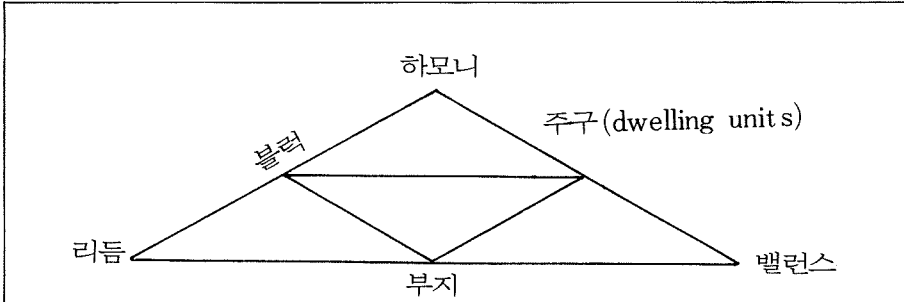 하모니
주구(dwelling units)
블럭
리듬
밸런스
부지